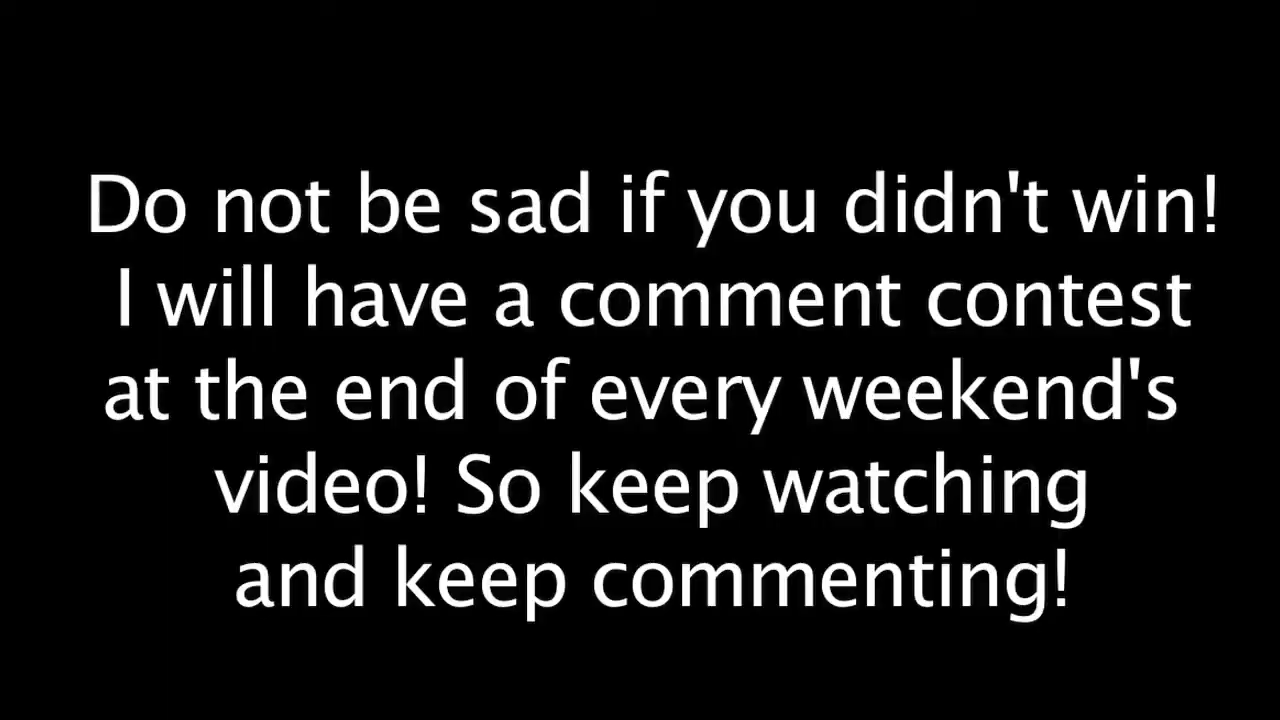 Do not be sad if you didn't win!
I will have a comment contest
at the end of every weekend's
video! So keep watching
and keep commenting!